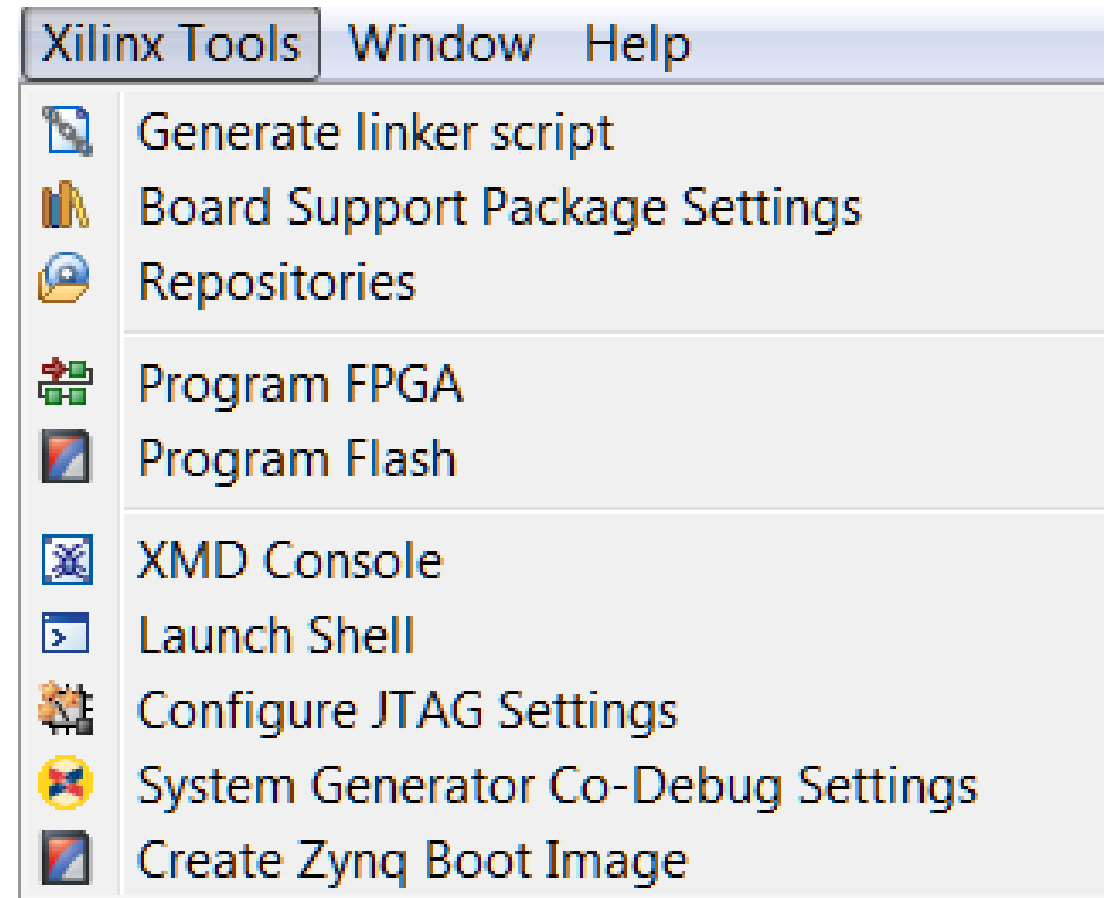 Xilinx Tools Window Help
Generate linker script
Board Support Package Settings
Repositories
Program FPGA
Program Flash
XMD Console
Launch Shell
Configure JTAG Settings
System Generator Co-Debug Settings
Create Zynq Boot Image